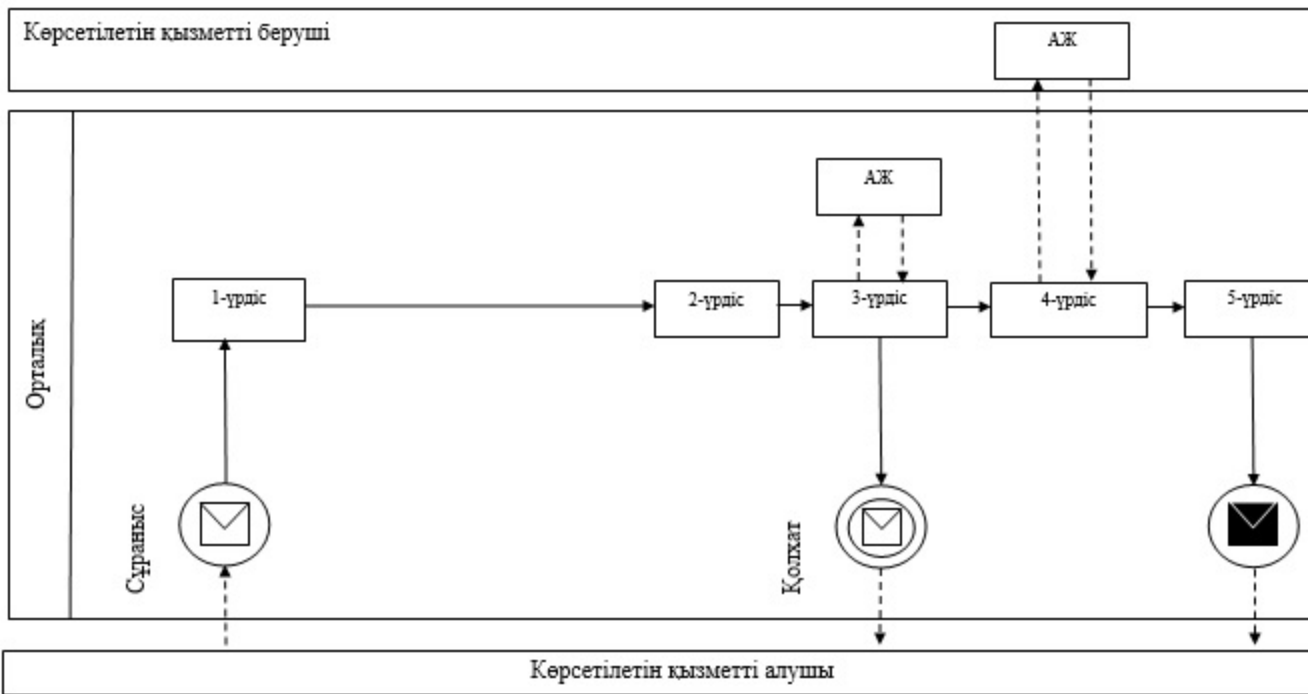 Көрсетілетін қызметті беруші
АЖ
АЖ
1-үрдіс
2-үрдіс
3-үрдіс
4-үрдіс
5-үрдіс
Орталық
Сұраныс
Қолхат
Көрсетілетін қызметті алушы